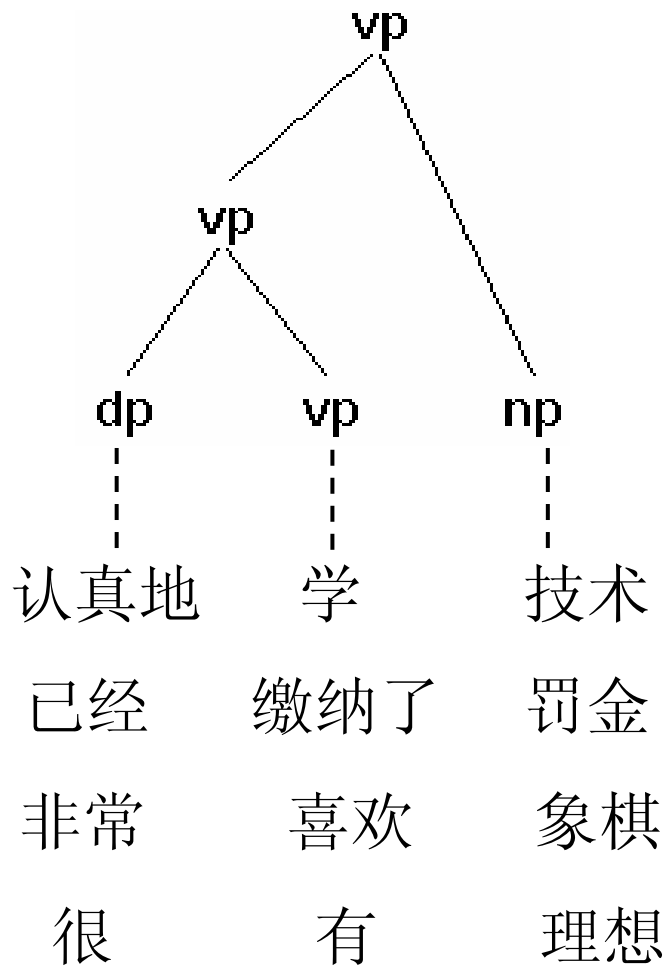 vp
vp
dp vp np
认真地 学 技术
已经 缴纳了 罚金
非常 喜欢 象棋
很 有 理想